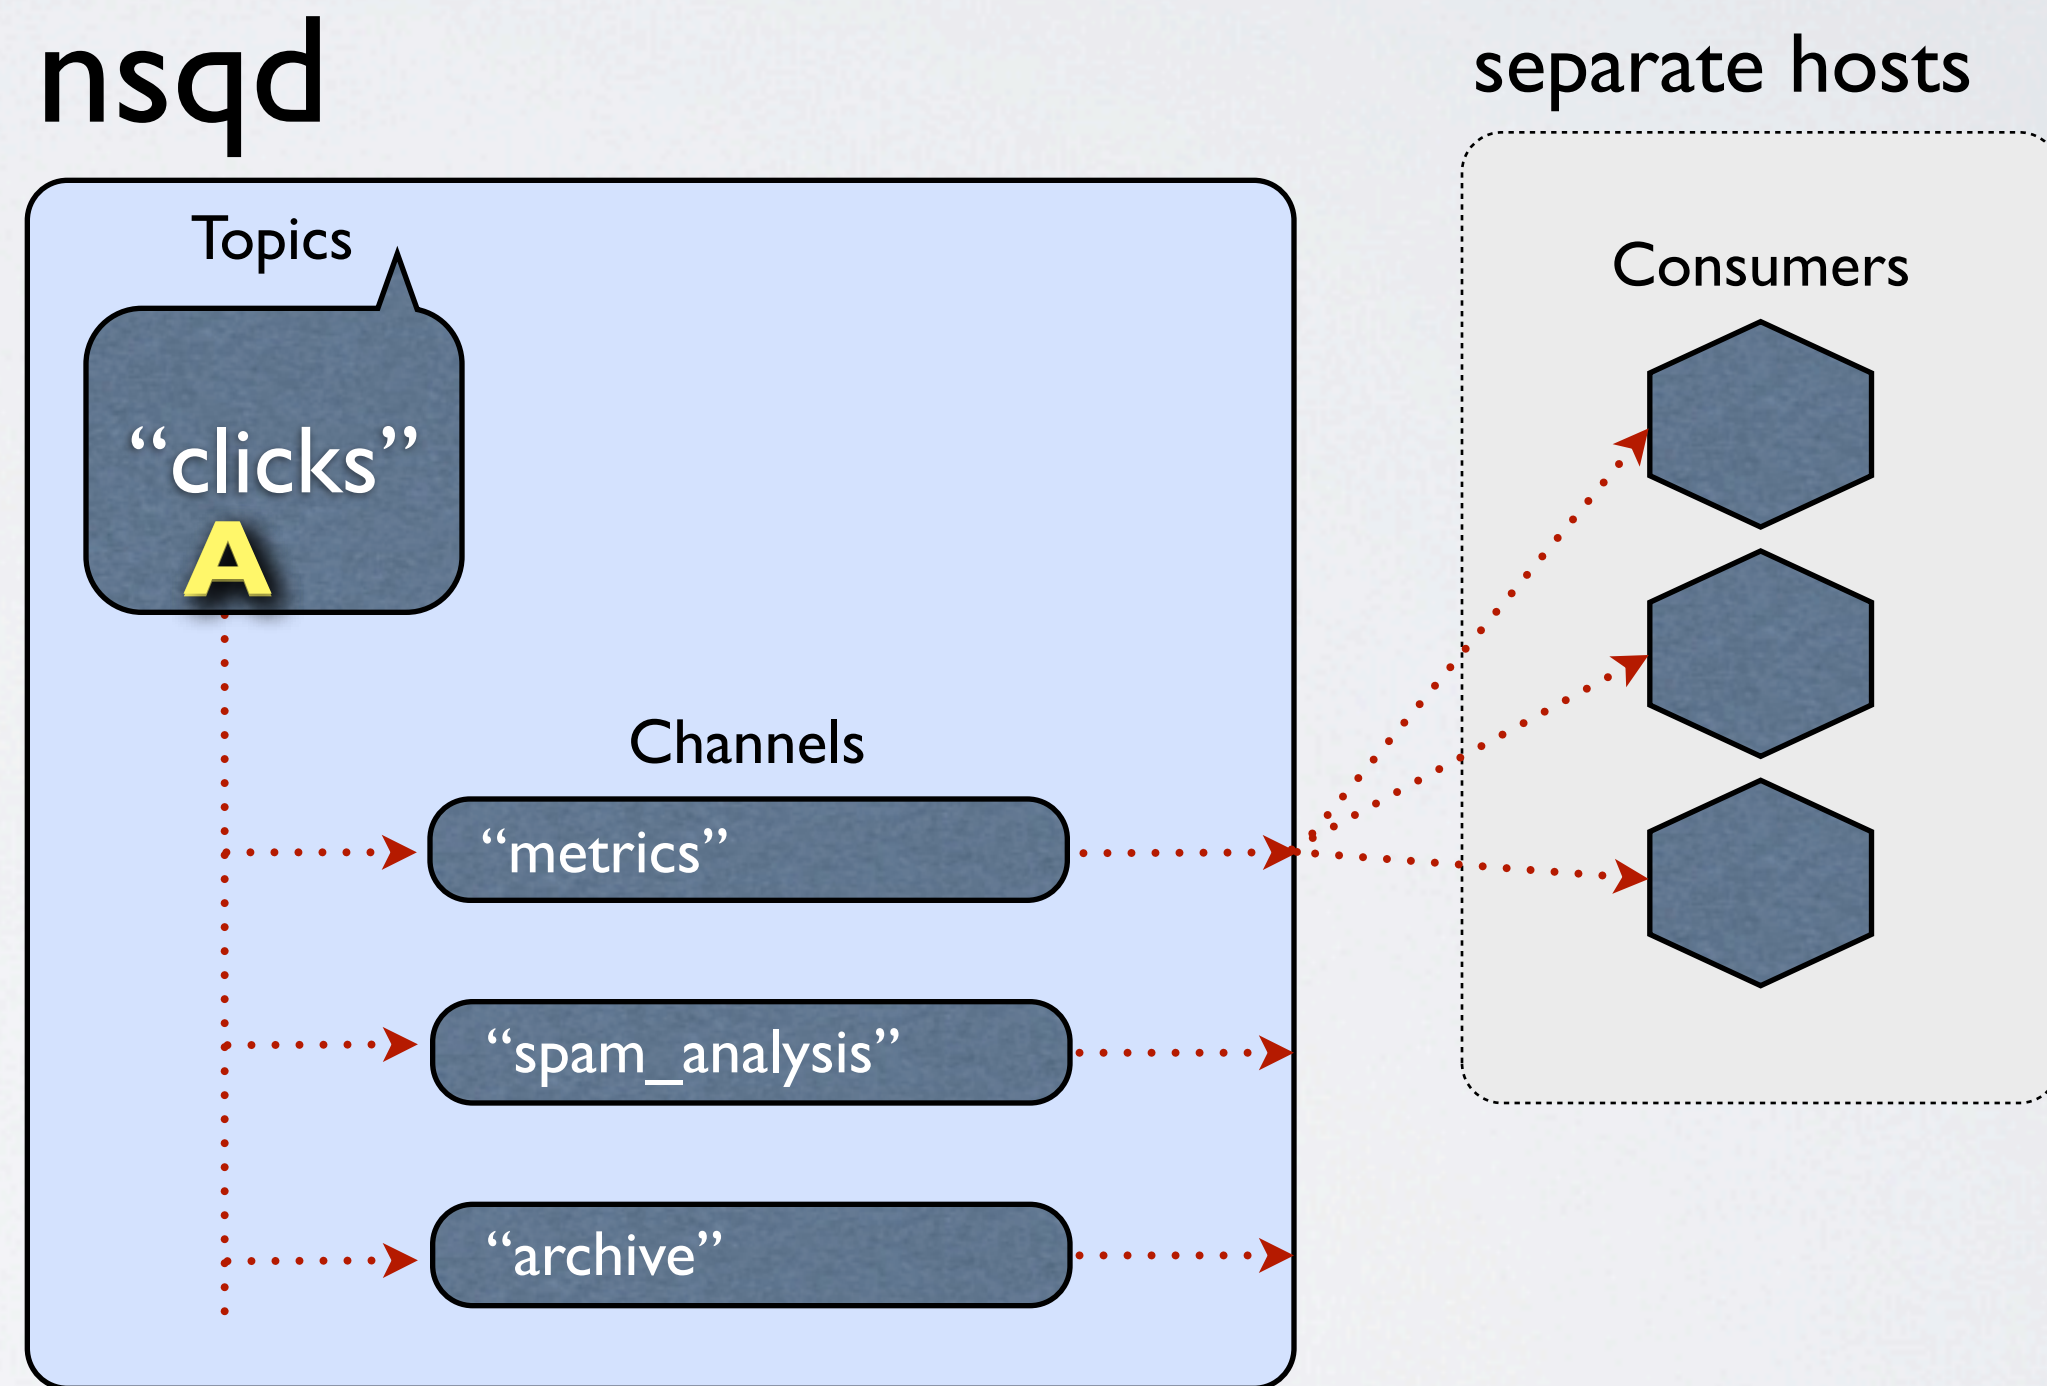 nsqd
separate hosts
Topics
“clicks”
A
Consumers
Channels
“metrics”
“spam_analysis”
“archive”